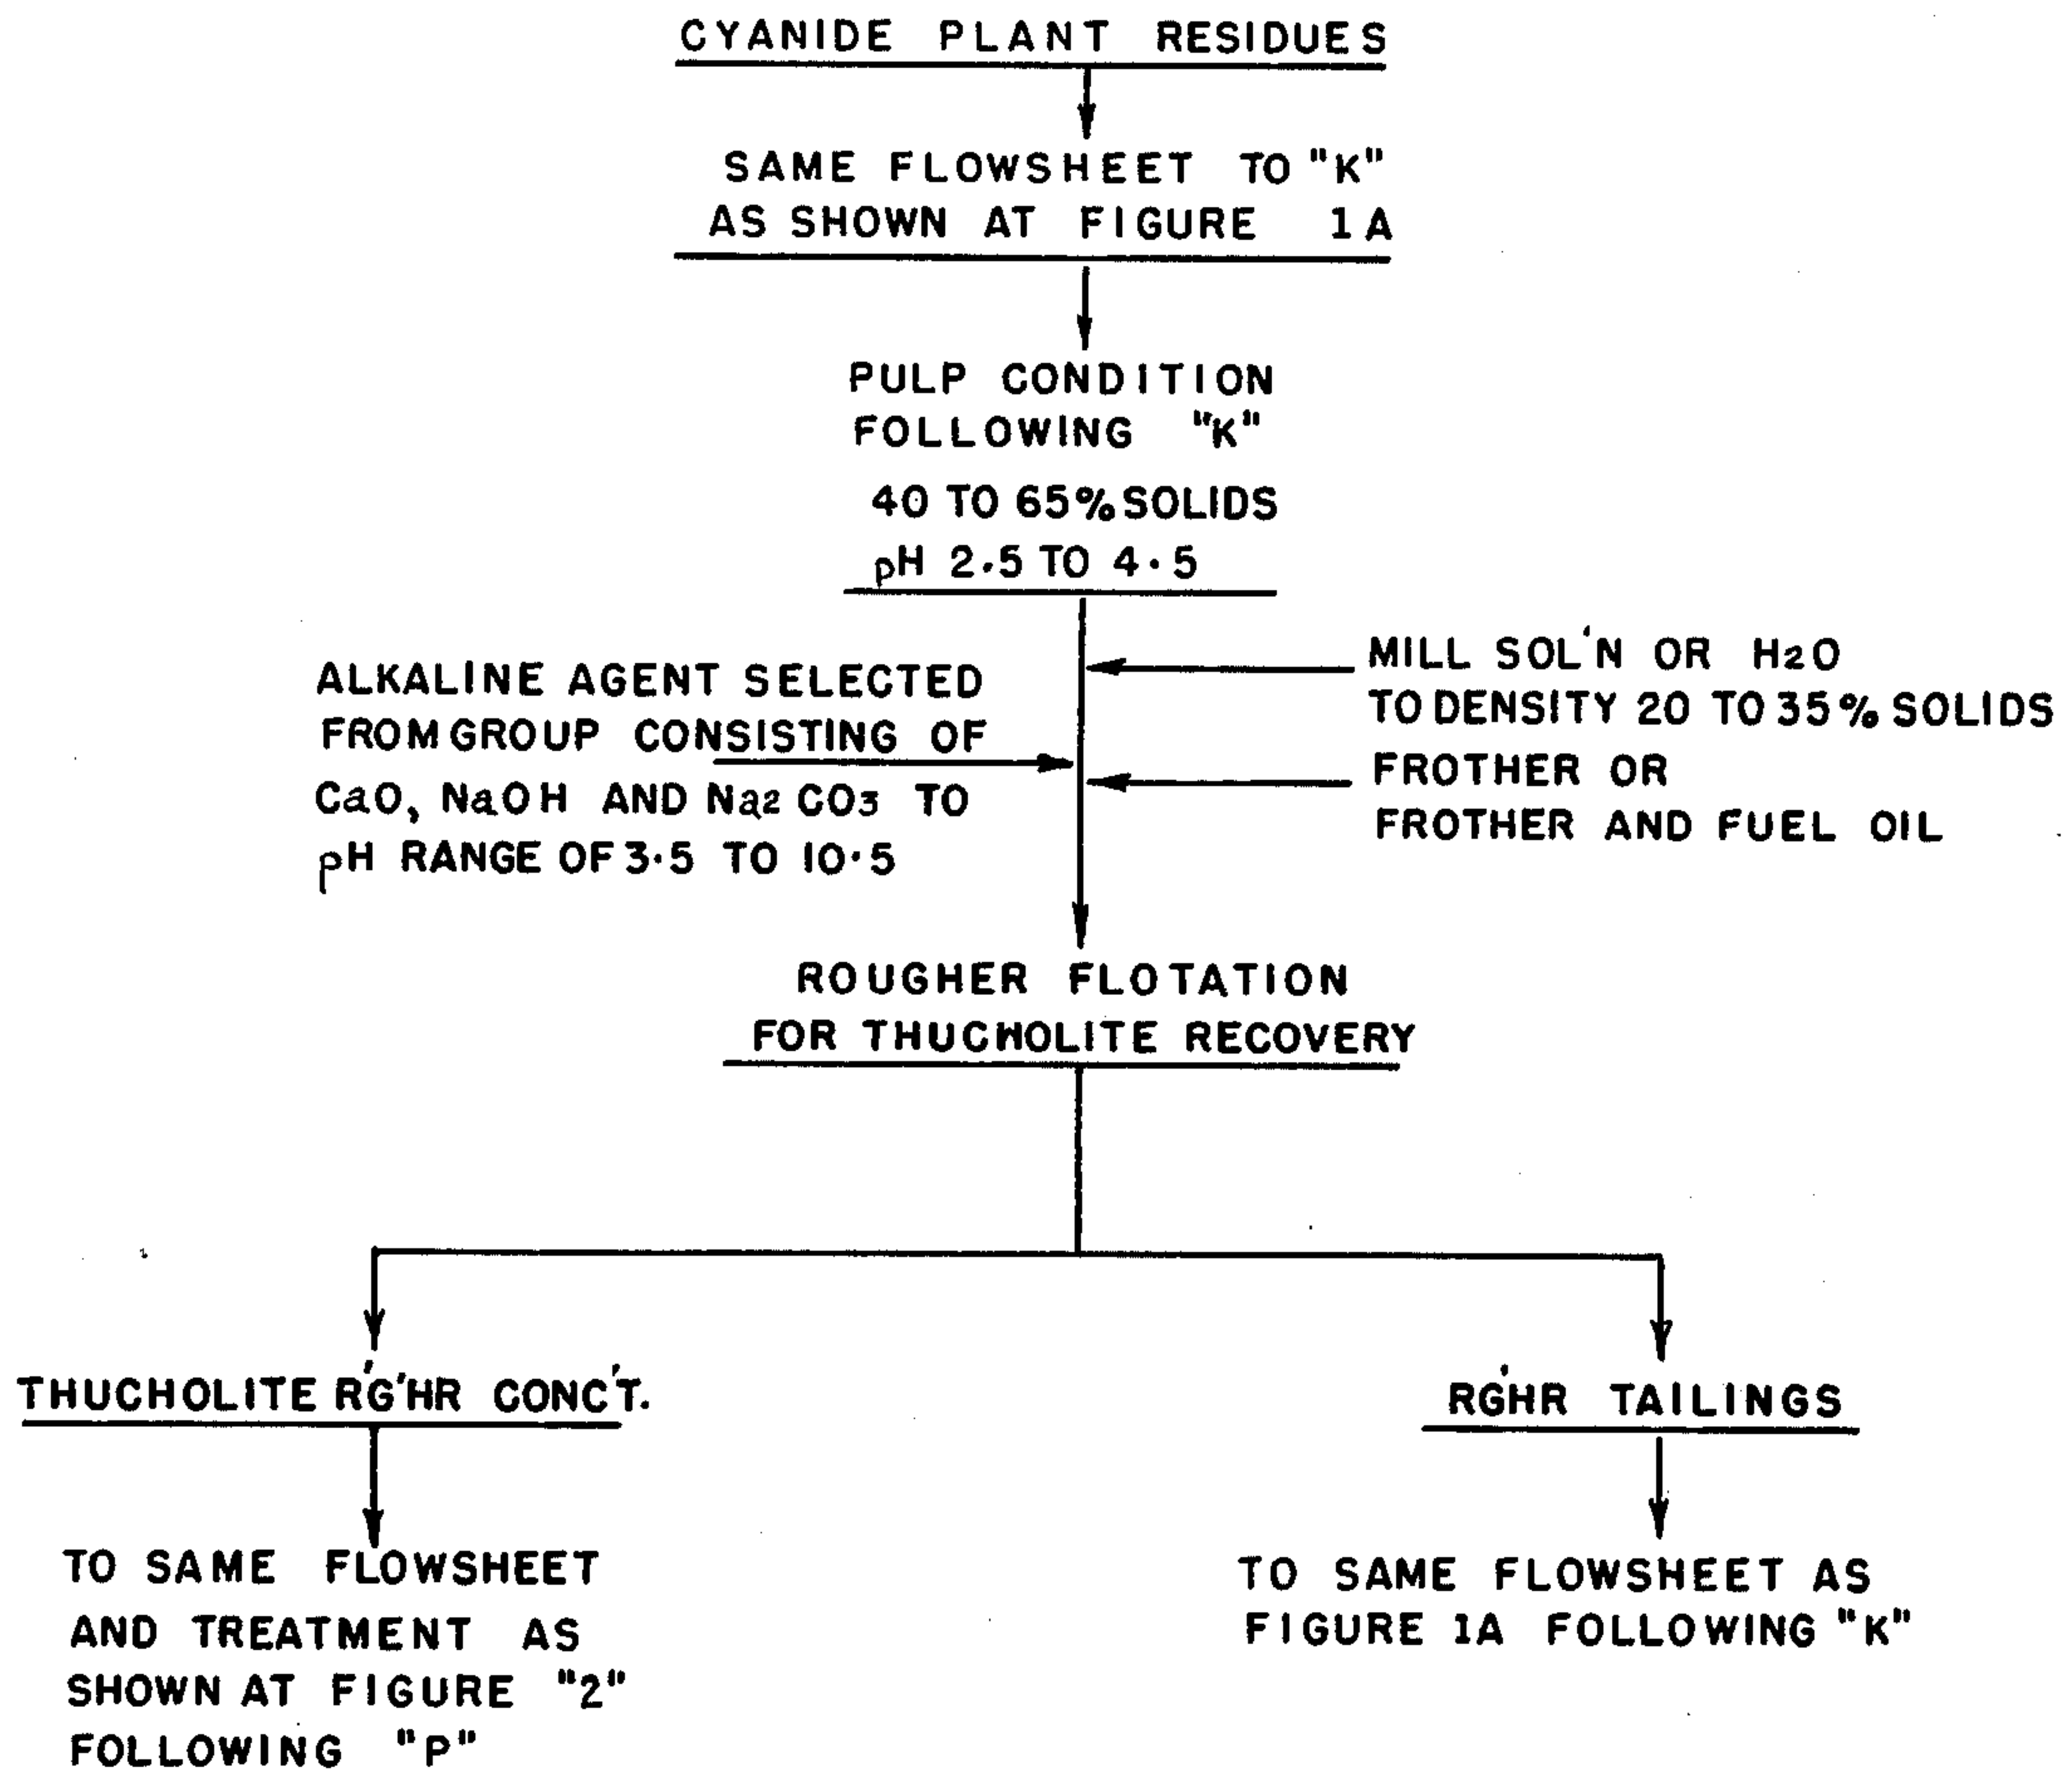 CYANIDE PLANT RESIDUES
SAME FLOWSHEET TO "K"
AS SHOWN AT FIGURE 1A
PULP CONDITION
FOLLOWING "K"
40 TO 65% SOLIDS
pH 2.5 TO 4.5
MILL SOL'N OR H2O
TO DENSITY 20 TO 35% SOLIDS
ALKALINE AGENT SELECTED
FROM GROUP CONSISTING OF
CaO, NaOH AND Na2 CO3 TO
pH RANGE OF 3.5 TO 10.5
FROTHER OR
FROTHER AND FUEL OIL
ROUGHER FLOTATION
FOR THUCHOLITE RECOVERY
THUCHOLITE R'G'HR CONC'T.
TO SAME FLOWSHEET
AND TREATMENT AS
SHOWN AT FIGURE "2"
FOLLOWING "P"
RG'HR TAILINGS
TO SAME FLOWSHEET AS
FIGURE 1A FOLLOWING "K"